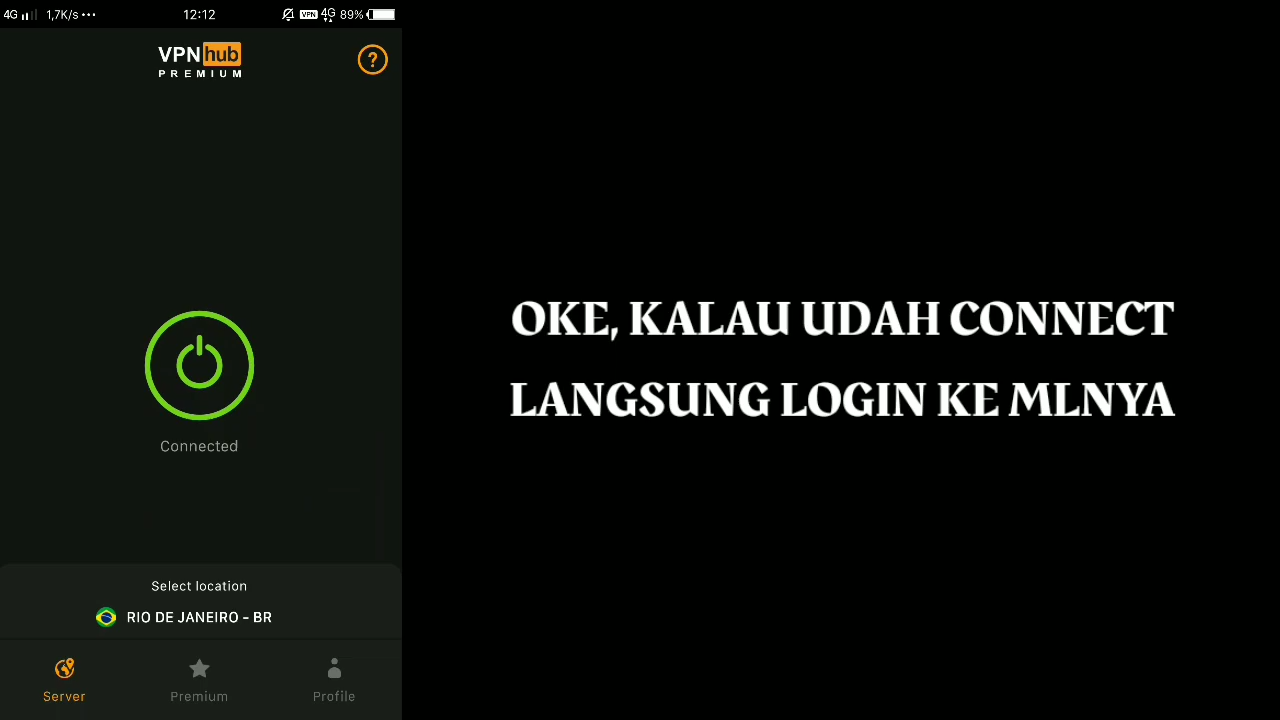 4G 1,7K/s ••• 12:12 VPN 4G 89%
VPN hub
PREMIUM
?
Connected
Select location
RIO DE JANEIRO - BR
Server Premium Profile
OKE, KALAU UDAH CONNECT
LANGSUNG LOGIN KE MLNYA